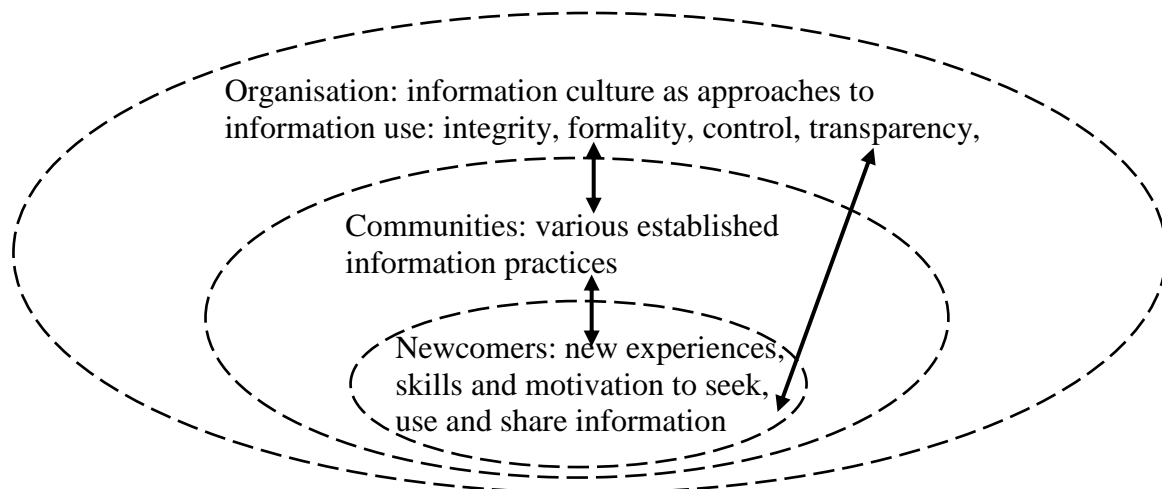 Organisation: information culture as approaches to
information use: integrity, formality, control, transparency,
Communities: various established
information practices
Newcomers: new experiences,
skills and motivation to seek,
use and share information